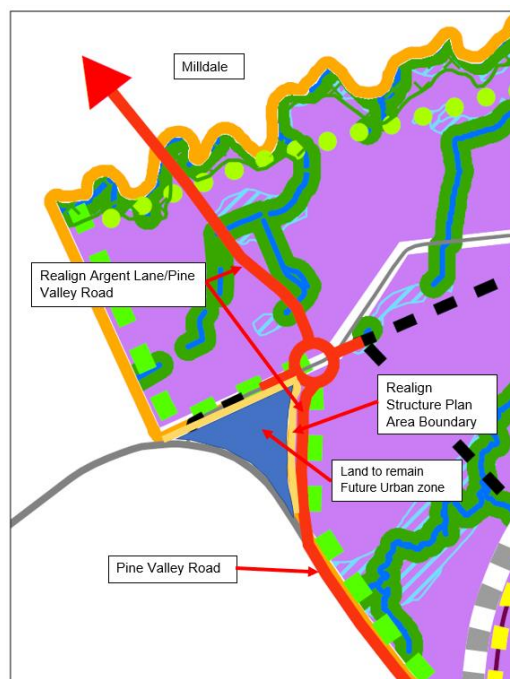 Milldale
Realign Argent Lane/Pine
Valley Road
Realign
Structure Plan
Area Boundary
Land to remain
Future Urban zone
Pine Valley Road